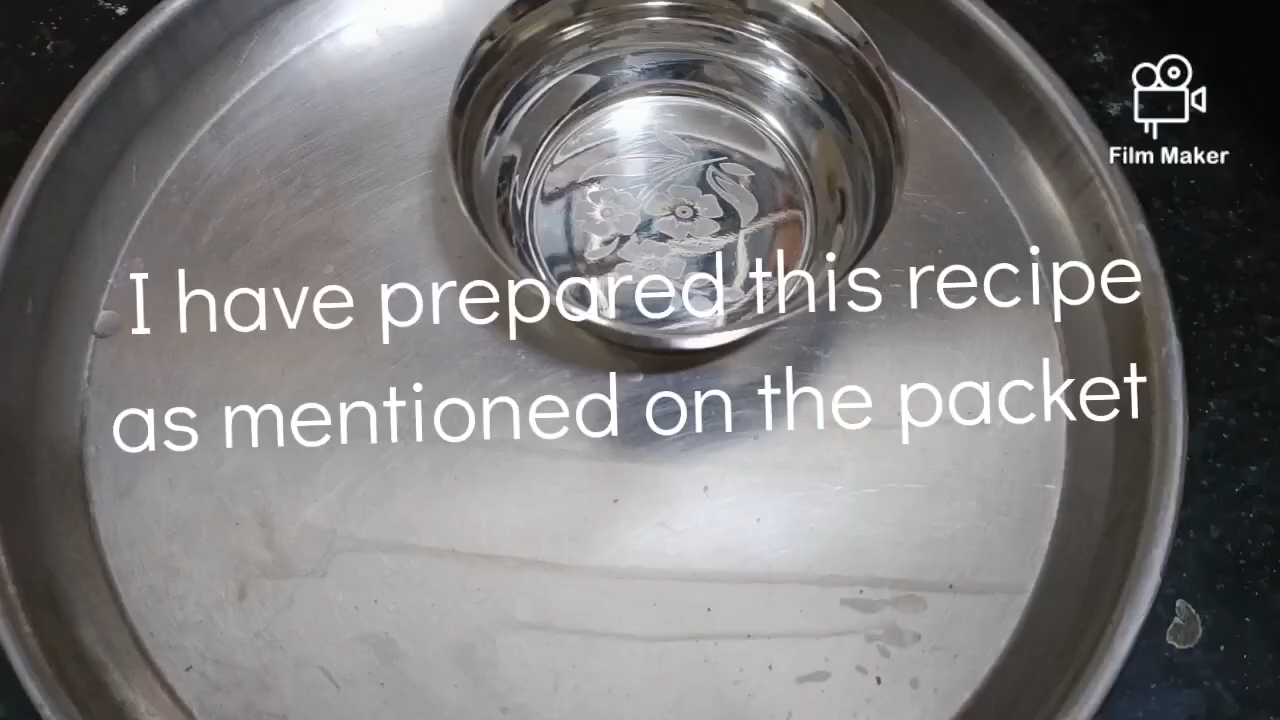 Film Maker
I have prepared this recipe
as mentioned on the packet